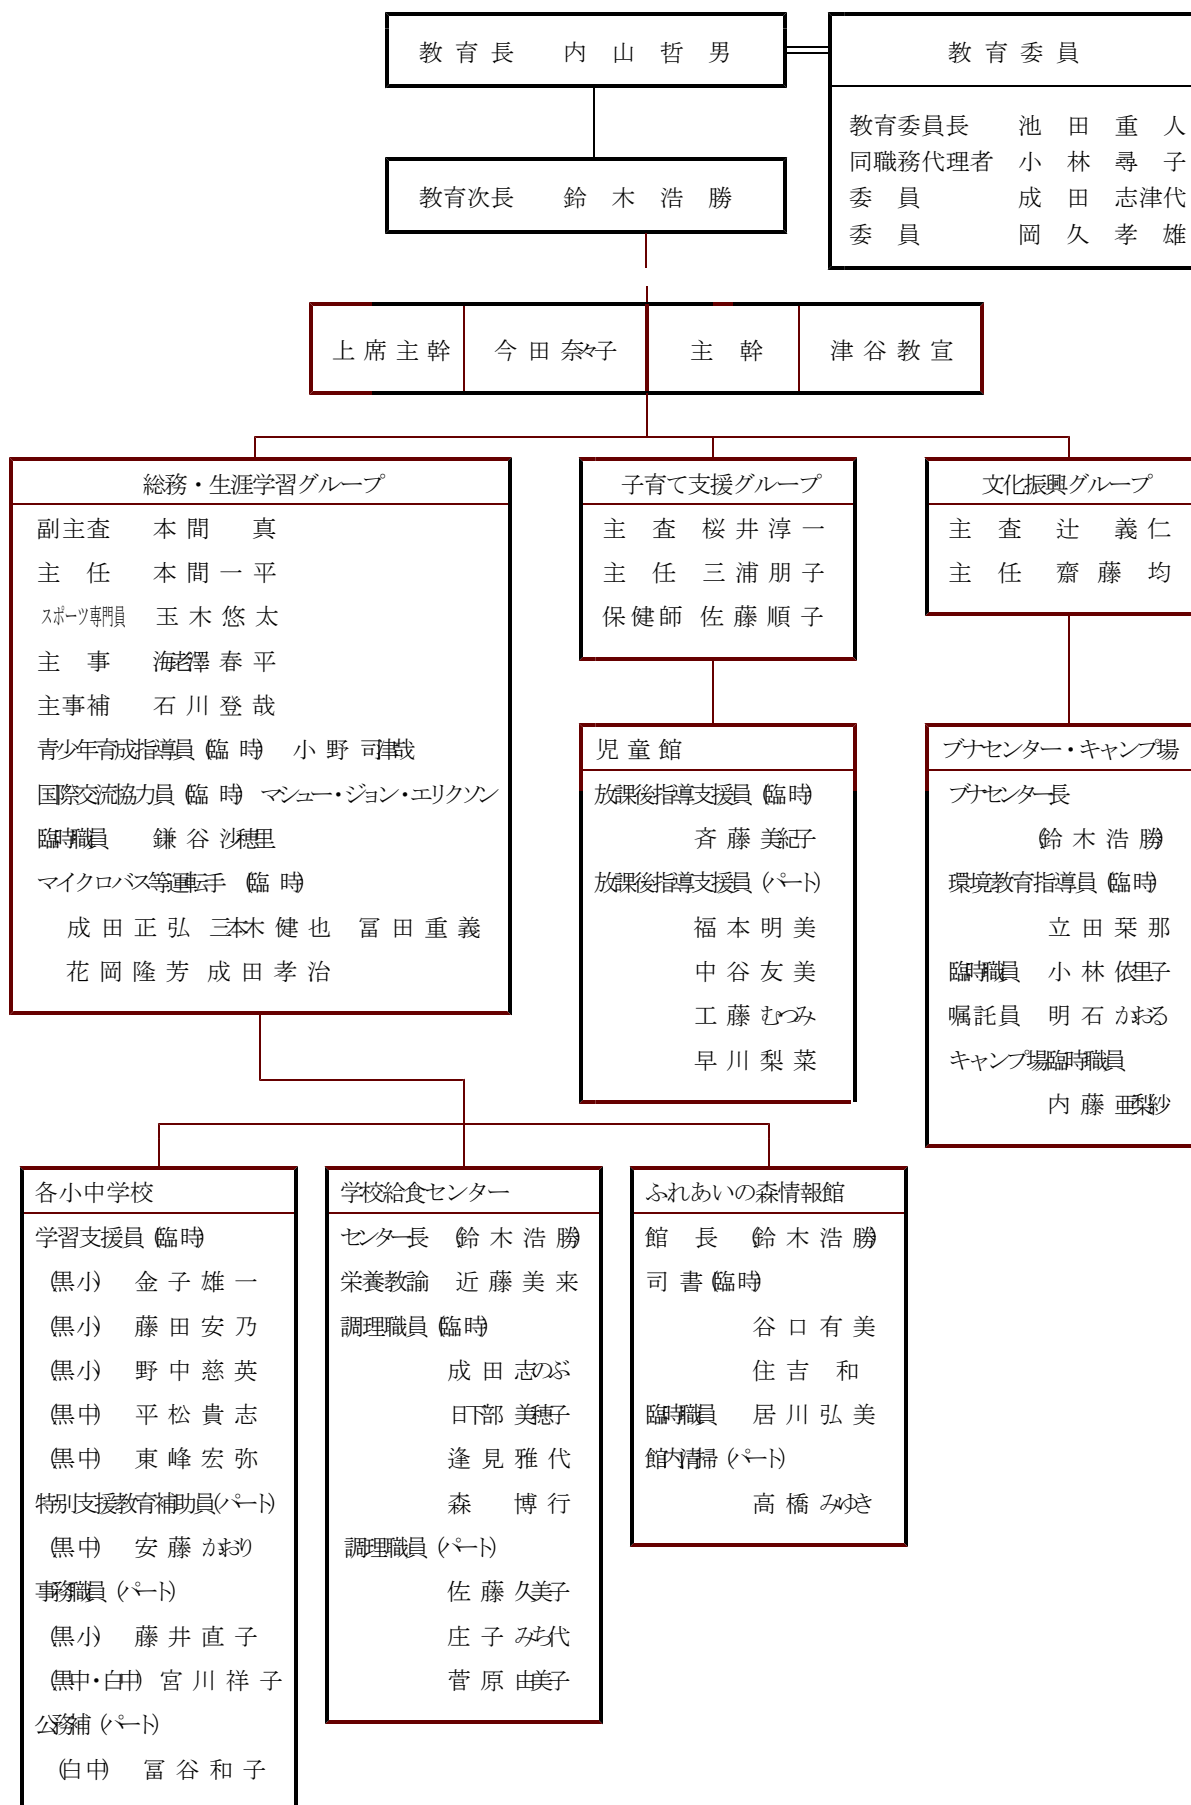 教育長　内山哲男
教育委員
教育委員長　池田重人
同職務代理者　小林尋子
委員　成田志津代
委員　岡久孝雄
教育次長　鈴木浩勝
上席主幹　今田奈々子　主幹　津谷教宣
総務・生涯学習グループ
副主査　本間　真
主任　本間一平
スポーツ専門員　玉木悠太
主事　海老澤春平
主事補　石川登哉
青少年育成指導員(臨時)　小野司津哉
国際交流協力員(臨時)　マシュー・ジョン・エリクソン
臨時職員　鎌谷沙穂里
マイクロバス等運転手(臨時)
成田正弘　三本木健也　冨田重義
花岡隆芳　成田孝治
子育て支援グループ
主査　桜井淳一
主任　三浦朋子
保健師　佐藤順子
児童館
放課後指導支援員(臨時)
斉藤美紀子
放課後指導支援員(パート)
福本明美
中谷友美
工藤むつみ
早川梨菜
文化振興グループ
主査　辻　義仁
主任　齋藤　均
ブナセンター・キャンプ場
ブナセンター長
(鈴木浩勝)
環境教育指導員(臨時)
立田栞那
臨時職員　小林依里子
嘱託員　明石かおる
キャンプ場臨時職員
内藤亜梨紗
各小中学校
学習支援員(臨時)
(黒小)　金子雄一
(黒小)　藤田安乃
(黒小)　野中慈英
(黒中)　平松貴志
(黒中)　東峰宏弥
特別支援教育補助員(パート)
(黒中)　安藤かおり
事務職員(パート)
(黒小)　藤井直子
(黒中・白中)　宮川祥子
公務補(パート)
(白中)　冨谷和子
学校給食センター
センター長　(鈴木浩勝)
栄養教諭　近藤美来
調理職員(臨時)
成田志のぶ
日下部美穂子
逢見雅代
森　博行
調理職員(パート)
佐藤久美子
庄子みち代
菅原由美子
ふれあいの森情報館
館長　(鈴木浩勝)
司書(臨時)
谷口有美
住吉　和
臨時職員　居川弘美
館内清掃(パート)
高橋みゆき